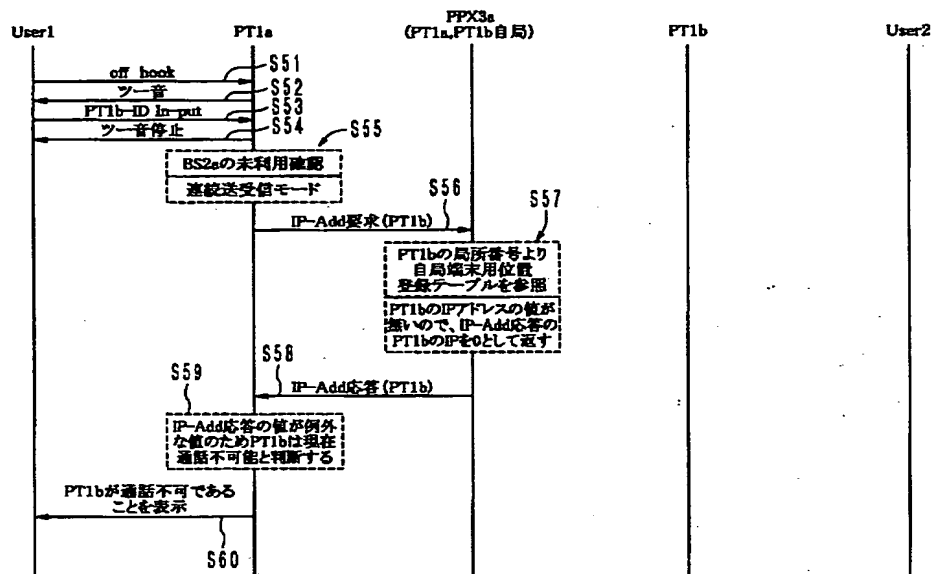 User1
PT1a
PPX3a
(PT1a,PT1b自局)
PT1b
User2
off hook
S51
ツー音
S52
PT1b-ID In-put
S53
ツー音停止
S54
S55
BS2aの未利用確認
連続送受信モード
IP-Add要求(PT1b)
S56
S57
PT1bの局所番号より
自局端末用位置
登録テーブルを参照
PT1bのIPアドレスの値が
無いので、IP-Add応答の
PT1bのIPを0として返す
S58
IP-Add応答(PT1b)
S59
IP-Add応答の値が例外
な値のためPT1bは現在
通話不可能と判断する
PT1bが通話不可である
ことを表示
S60